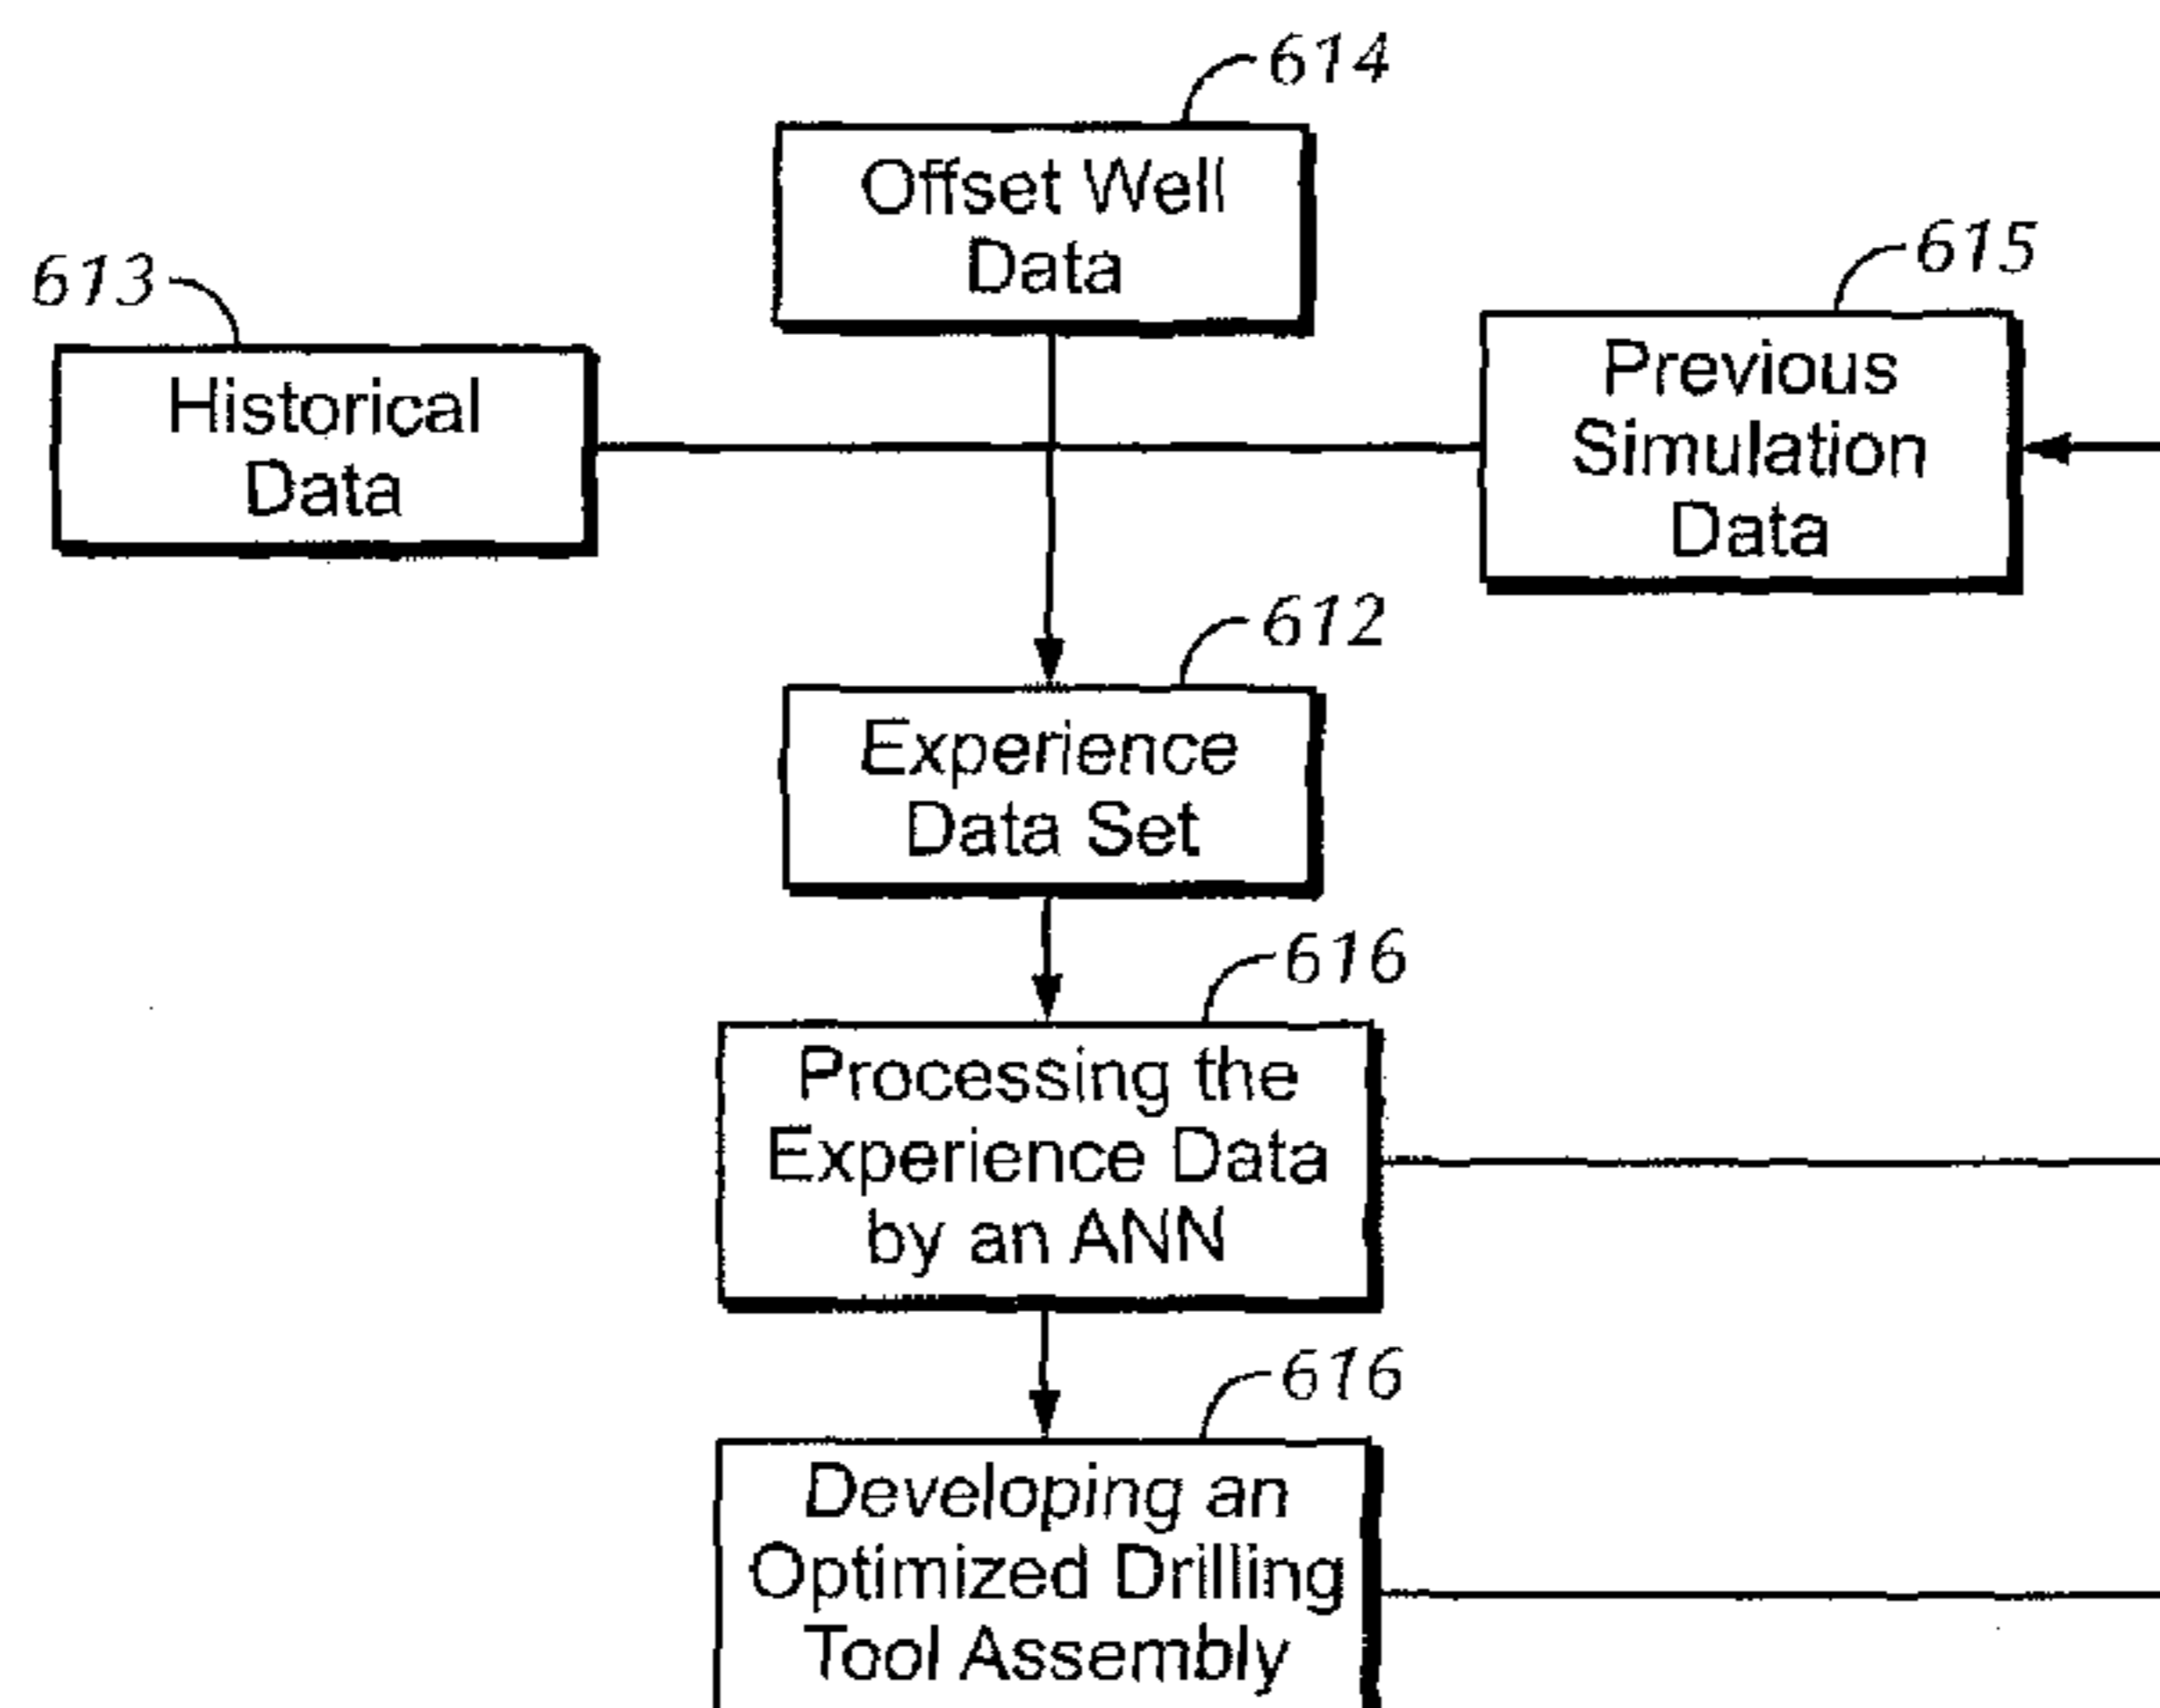 614
Offset Well
Data
613
Historical
Data
615
Previous
Simulation
Data
612
Experience
Data Set
616
Processing the
Experience Data
by an ANN
616
Developing an
Optimized Drilling
Tool Assembly